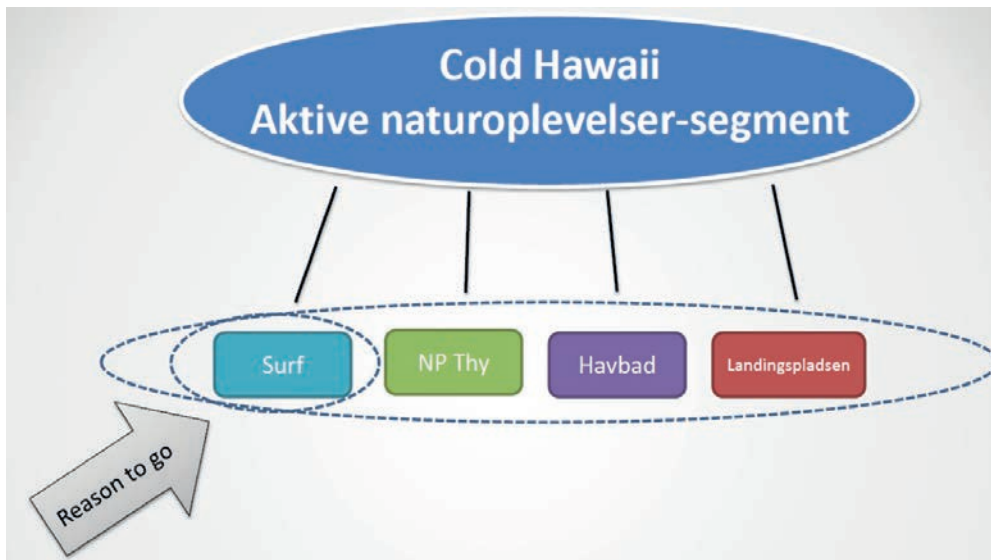 Cold Hawaii
Aktive naturoplevelser-segment
Surf
NP Thy
Havbad
Landingspladsen
Reason to go